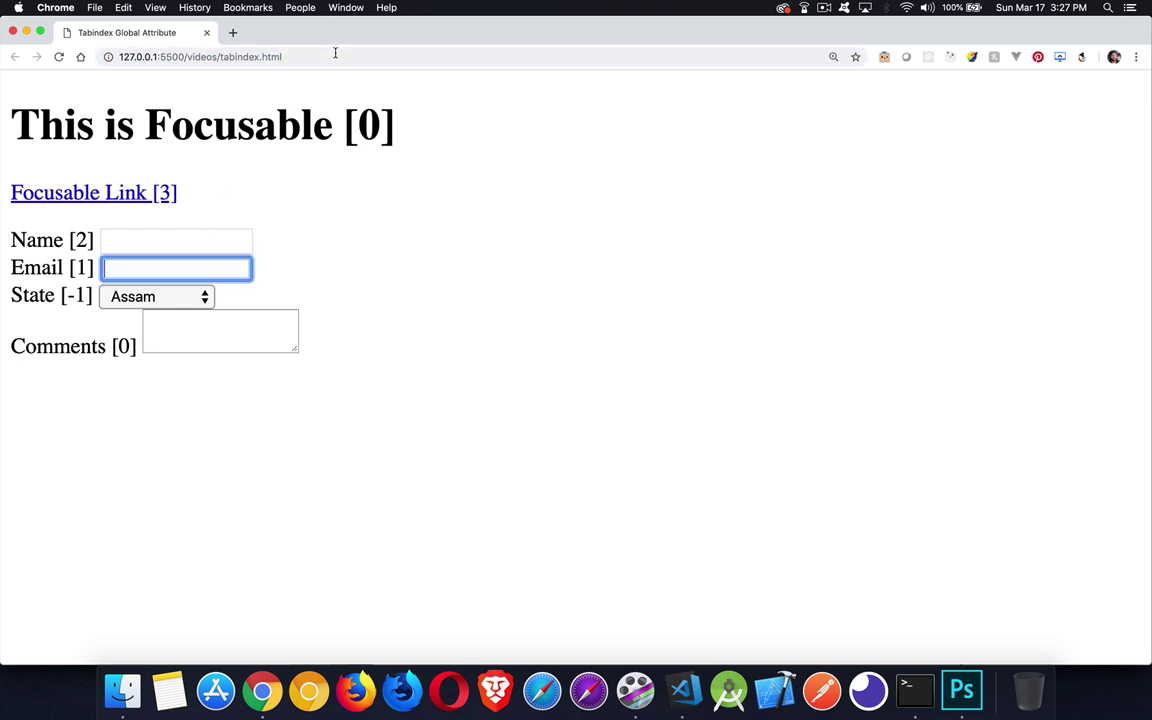 Chrome File Edit View History Bookmarks People Window Help 100% Sun Mar 17 3:27 PM
Tabindex Global Attribute
127.0.0.1:5500/videos/tabindex.html
This is Focusable [0]
Focusable Link [3]
Name [2]
Email [1]
State [-1] Assam
Comments [0]
Ps